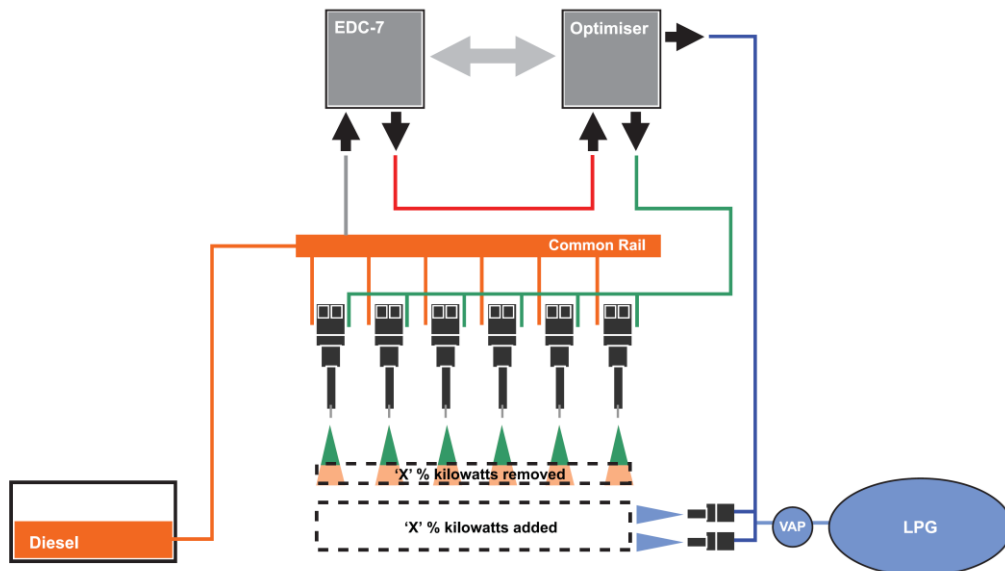 EDC-7
Optimiser
Common Rail
‘X’ % kilowatts removed
‘X’ % kilowatts added
Diesel
VAP
LPG